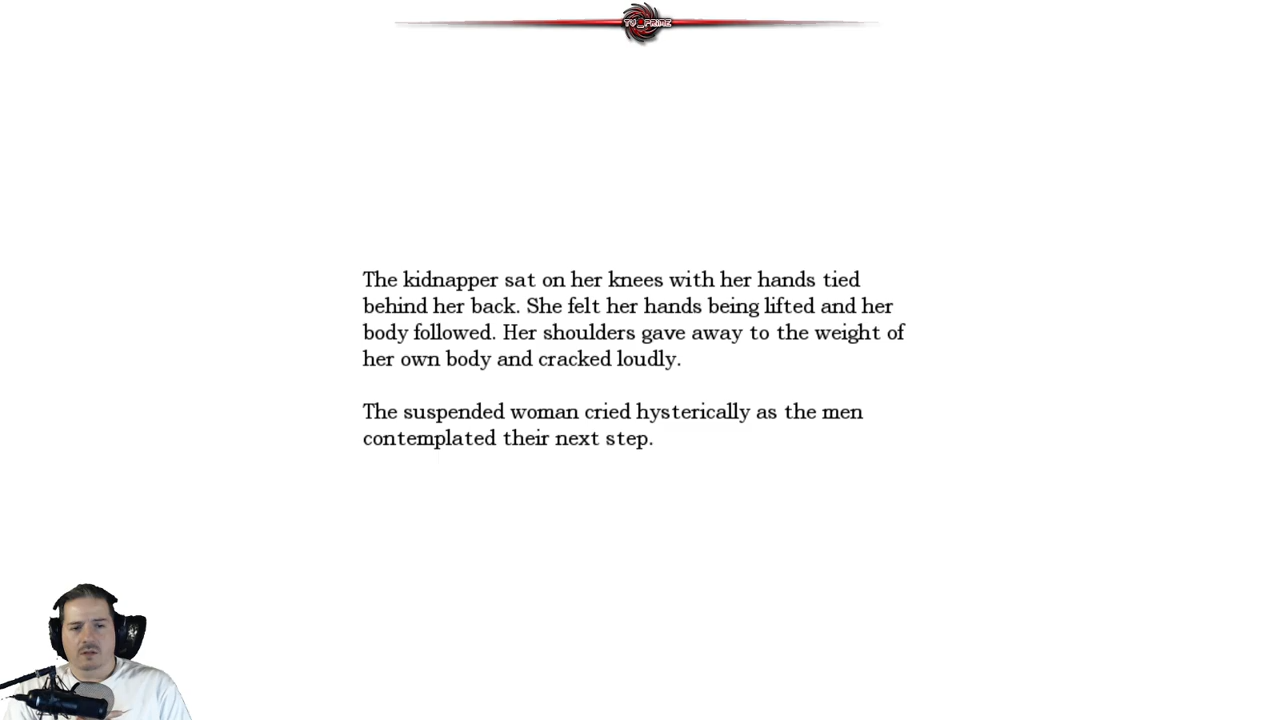 TV_PRIME
The kidnapper sat on her knees with her hands tied
behind her back. She felt her hands being lifted and her
body followed. Her shoulders gave away to the weight of
her own body and cracked loudly.
The suspended woman cried hysterically as the men
contemplated their next step.